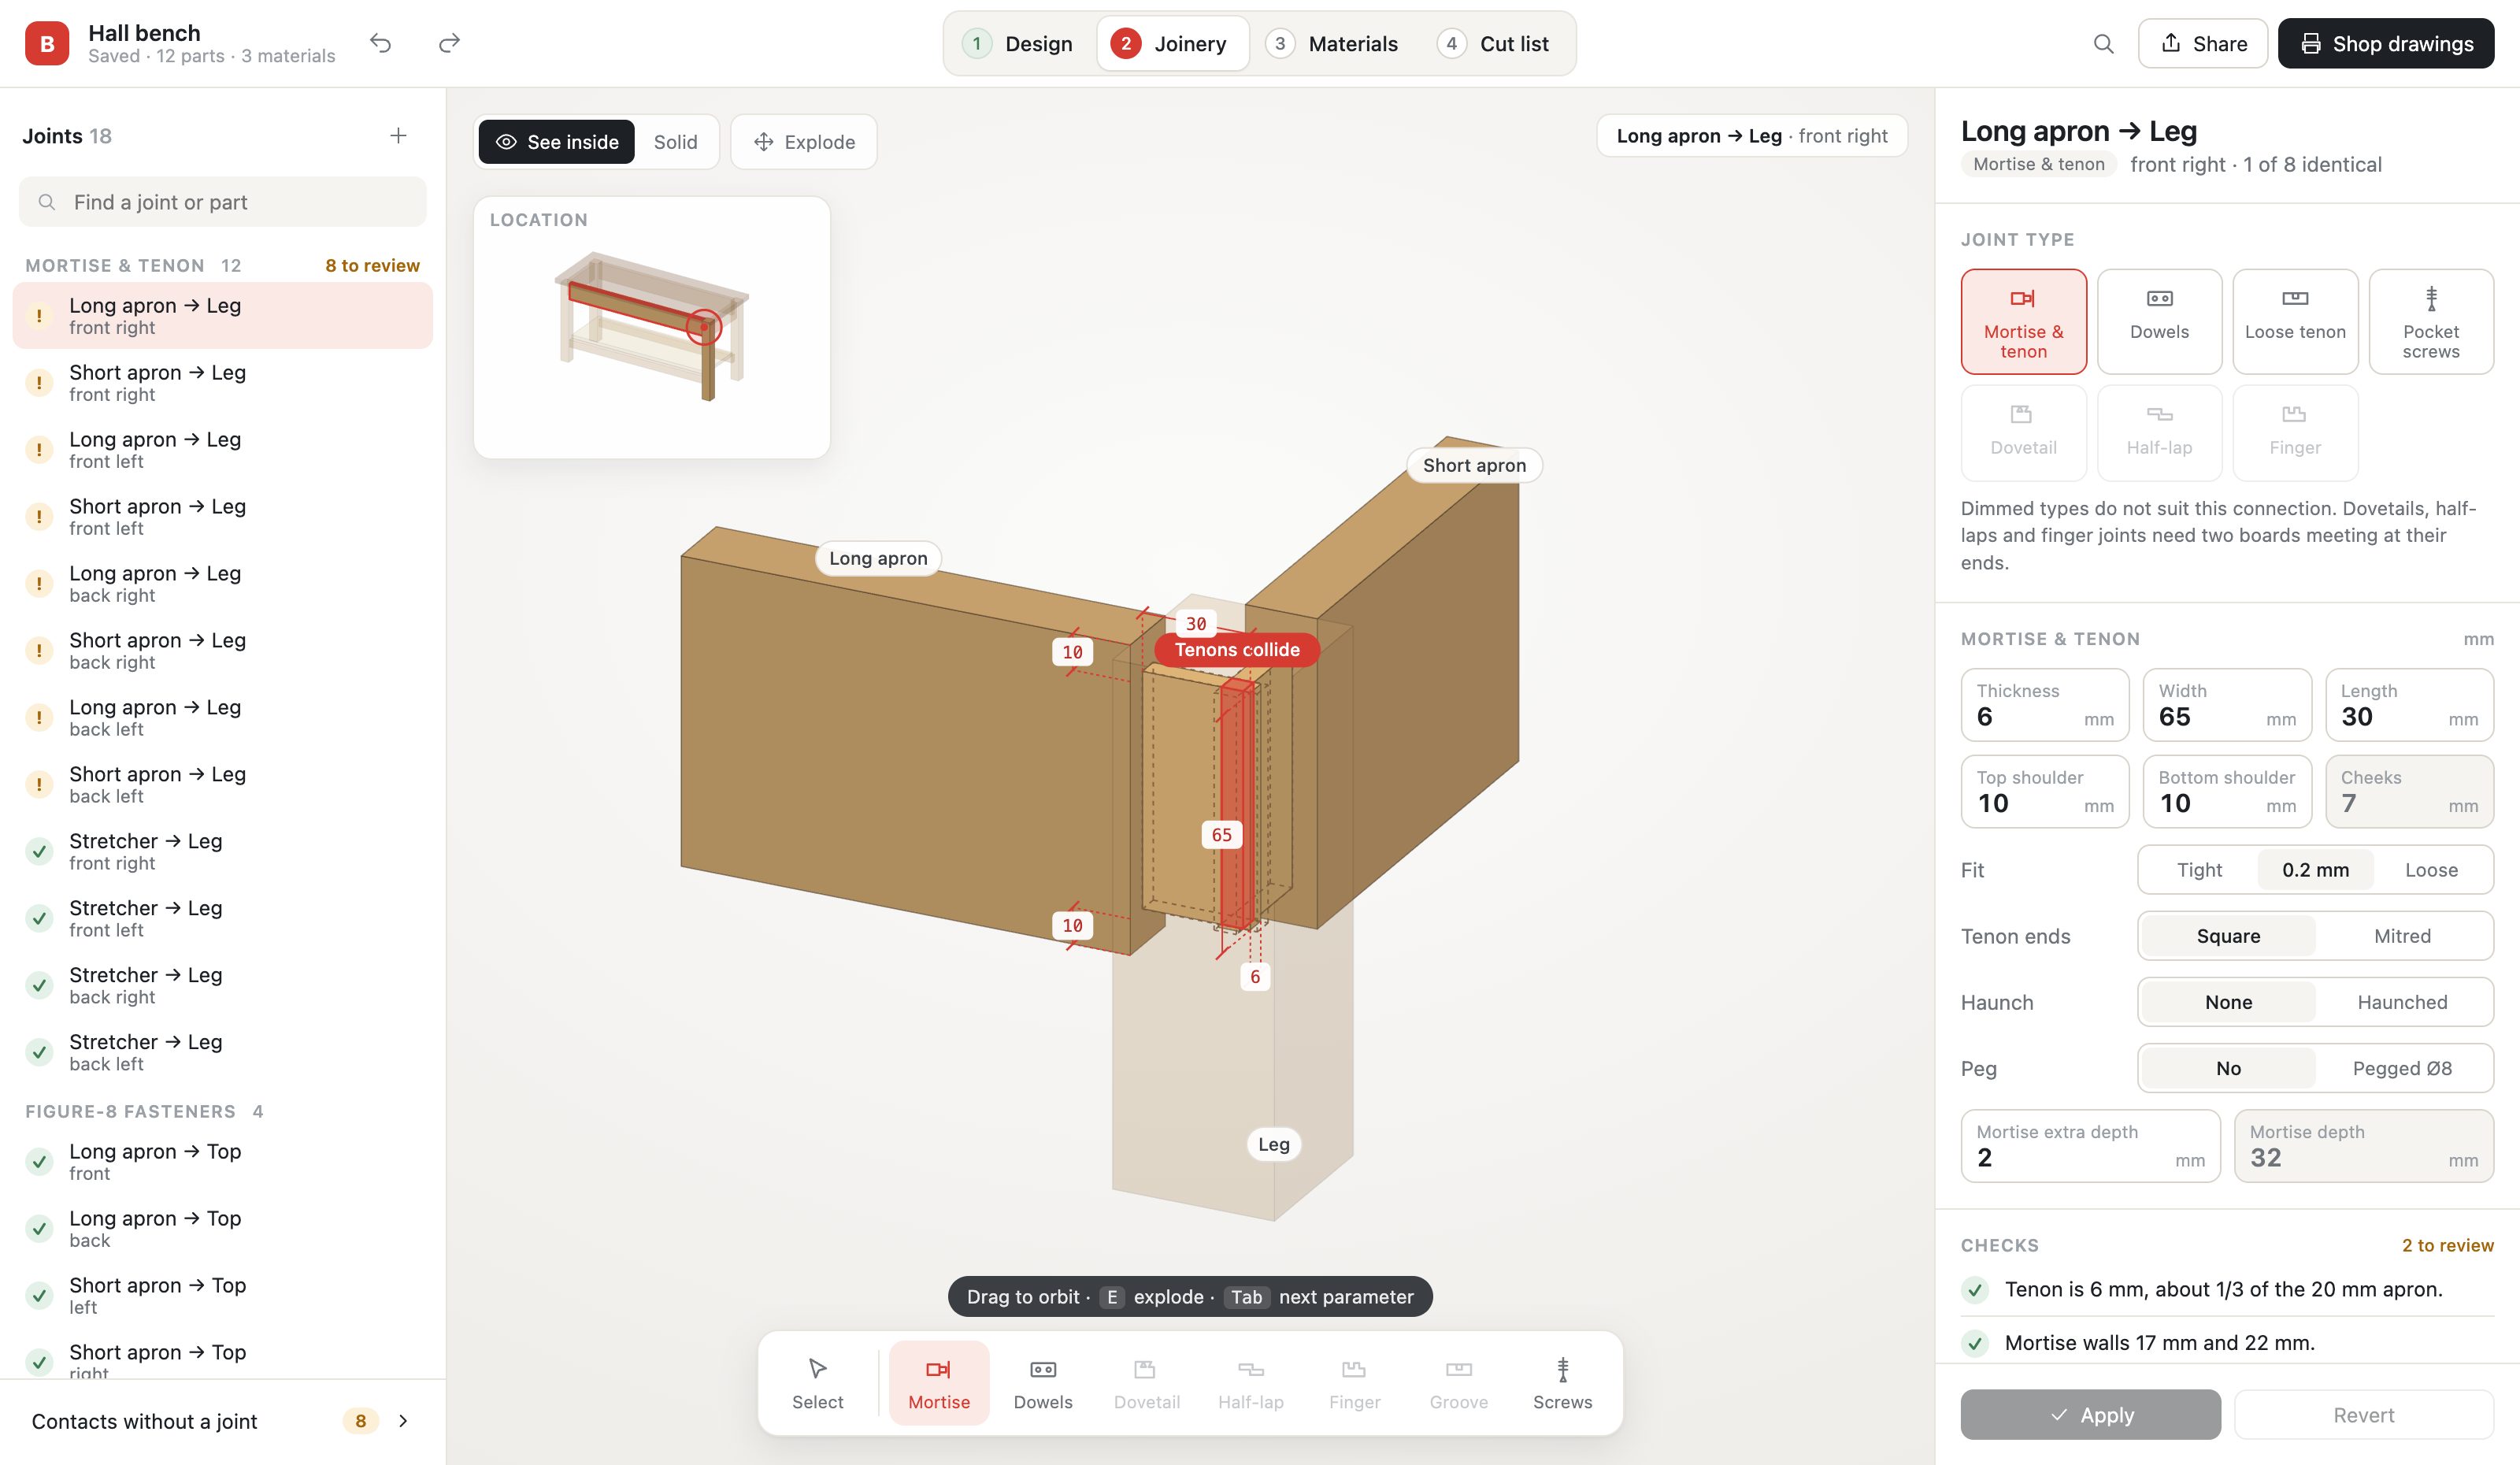 B
Hall bench
Saved · 12 parts · 3 materials
1 Design
2 Joinery
3 Materials
4 Cut list
Share
Shop drawings
Joints 18
Find a joint or part
MORTISE & TENON 12
8 to review
! Long apron → Leg
front right
! Short apron → Leg
front right
! Long apron → Leg
front left
! Short apron → Leg
front left
! Long apron → Leg
back right
! Short apron → Leg
back right
! Long apron → Leg
back left
! Short apron → Leg
back left
Stretcher → Leg
front right
Stretcher → Leg
front left
Stretcher → Leg
back right
Stretcher → Leg
back left
FIGURE-8 FASTENERS 4
Long apron → Top
front
Long apron → Top
back
Short apron → Top
left
Short apron → Top
right
Contacts without a joint 8
See inside
Solid
Explode
Long apron → Leg · front right
LOCATION
Short apron
Long apron
30
10
Tenons collide
65
10
6
Leg
Drag to orbit · E explode · Tab next parameter
Select
Mortise
Dowels
Dovetail
Half-lap
Finger
Groove
Screws
Long apron → Leg
Mortise & tenon front right · 1 of 8 identical
JOINT TYPE
Mortise &
tenon
Dowels
Loose tenon
Pocket
screws
Dovetail
Half-lap
Finger
Dimmed types do not suit this connection. Dovetails, half-
laps and finger joints need two boards meeting at their
ends.
MORTISE & TENON mm
Thickness
6 mm
Width
65 mm
Length
30 mm
Top shoulder
10 mm
Bottom shoulder
10 mm
Cheeks
7 mm
Fit
Tight
0.2 mm
Loose
Tenon ends
Square
Mitred
Haunch
None
Haunched
Peg
No
Pegged Ø8
Mortise extra depth
2 mm
Mortise depth
32 mm
CHECKS
2 to review
Tenon is 6 mm, about 1/3 of the 20 mm apron.
Mortise walls 17 mm and 22 mm.
Apply
Revert